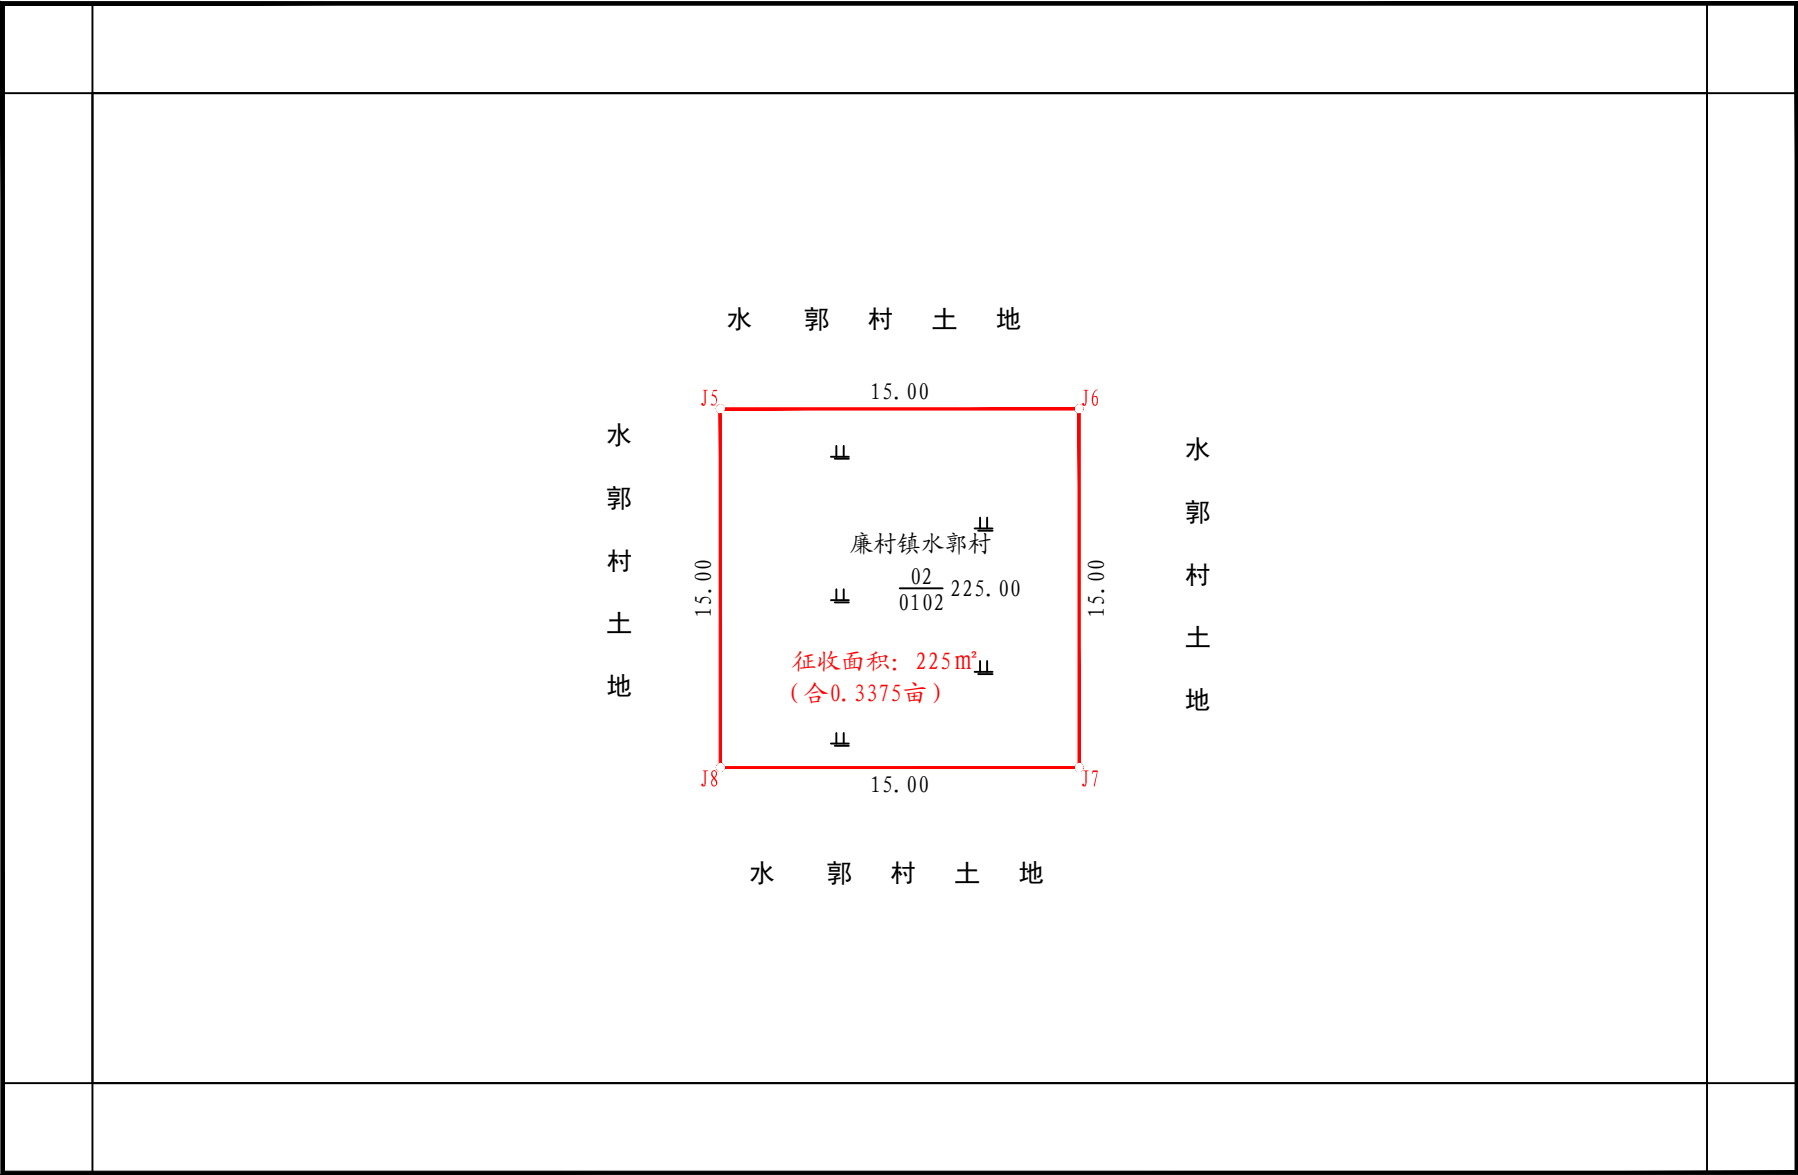 水 郭 村 土 地
15.00
J5
J6
水郭村土地
15.00
廉村镇水郭村
02
0102
225.00
征收面积：225㎡
(合0.3375亩)
15.00
水郭村土地
J8
J7
15.00
水 郭 村 土 地